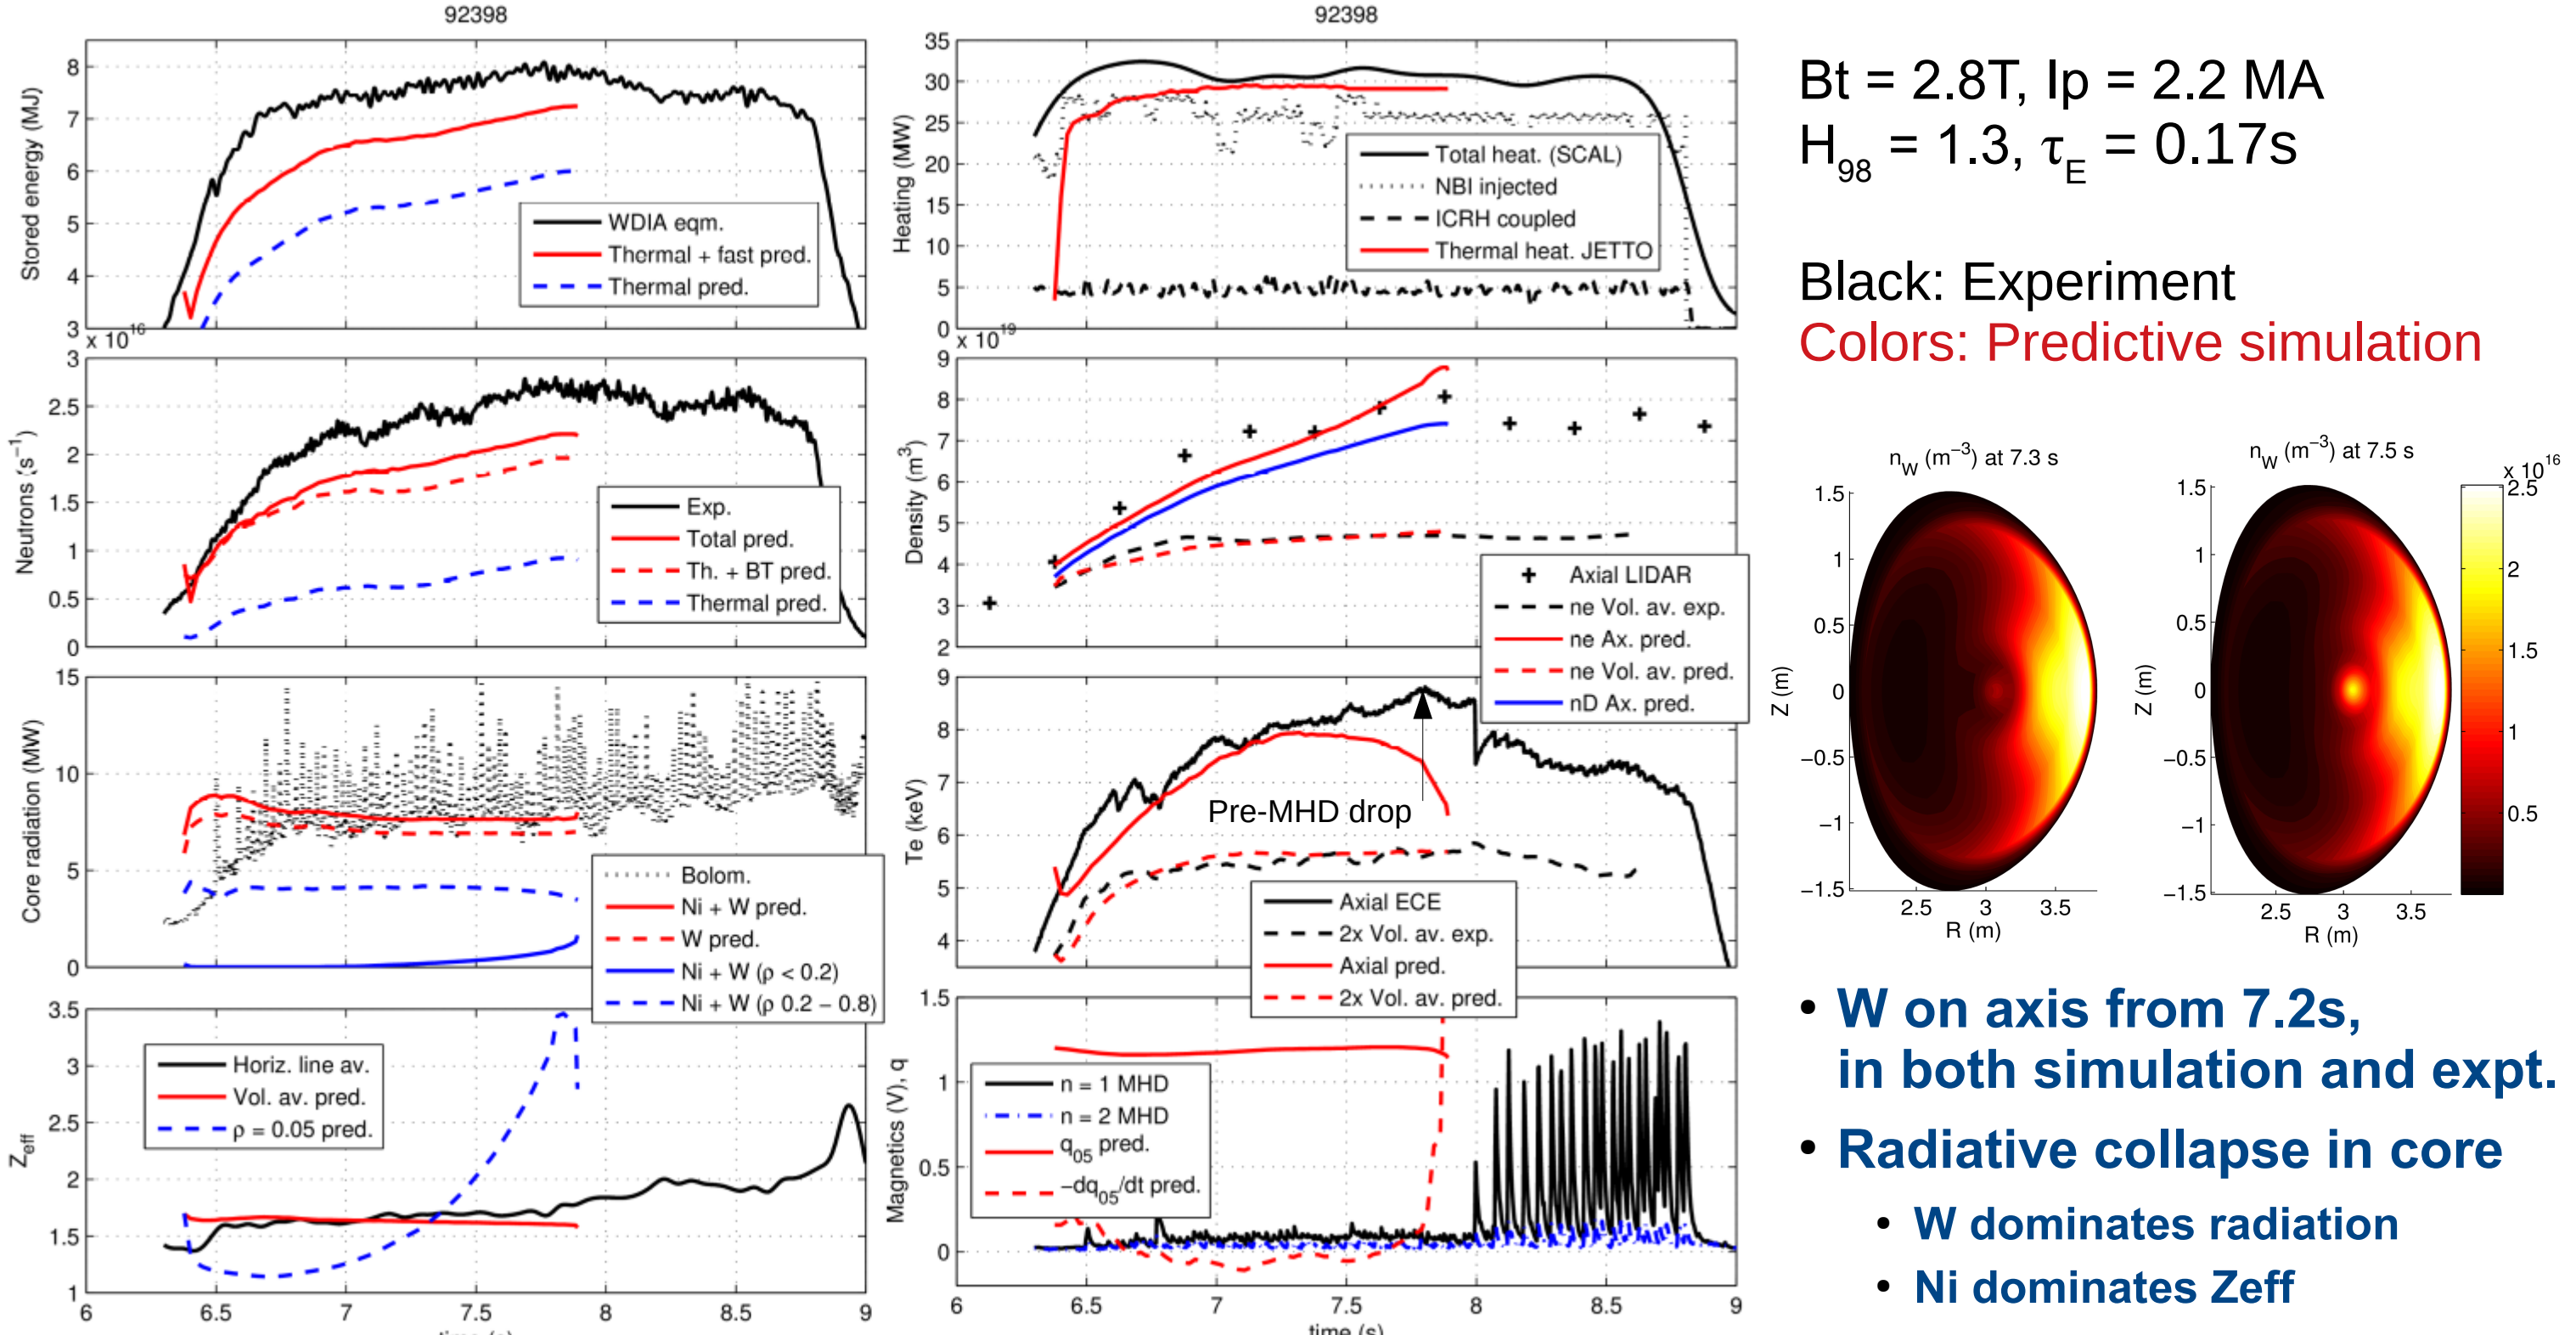 92398
8
7
6
5
4
3
Stored energy (MJ)
WDIA eqm.
Thermal + fast pred.
Thermal pred.
x 10^16
3
2.5
2
1.5
1
0.5
0
Neutrons (s⁻¹)
Exp.
Total pred.
Th. + BT pred.
Thermal pred.
15
10
5
0
Core radiation (MW)
Bolom.
Ni + W pred.
W pred.
Ni + W (ρ < 0.2)
Ni + W (ρ 0.2 − 0.8)
3.5
3
2.5
2
1.5
1
Z_eff
Horiz. line av.
Vol. av. pred.
ρ = 0.05 pred.
6 6.5 7 7.5 8 8.5 9
time (s)
92398
35
30
25
20
15
10
5
0
Heating (MW)
Total heat. (SCAL)
NBI injected
ICRH coupled
Thermal heat. JETTO
x 10^19
9
8
7
6
5
4
3
2
Density (m³)
Axial LIDAR
ne Vol. av. exp.
ne Ax. pred.
ne Vol. av. pred.
nD Ax. pred.
9
8
7
6
5
4
Te (keV)
Pre-MHD drop
Axial ECE
2x Vol. av. exp.
Axial pred.
2x Vol. av. pred.
1.5
1
0.5
0
Magnetics (V), q
n = 1 MHD
n = 2 MHD
q_05 pred.
−dq_05/dt pred.
6 6.5 7 7.5 8 8.5 9
time (s)
Bt = 2.8T, Ip = 2.2 MA
H_98 = 1.3, τ_E = 0.17s
Black: Experiment
Colors: Predictive simulation
n_W (m⁻³) at 7.3 s
1.5
1
0.5
0
−0.5
−1
−1.5
Z (m)
2.5 3 3.5
R (m)
n_W (m⁻³) at 7.5 s
1.5
1
0.5
0
−0.5
−1
−1.5
Z (m)
2.5 3 3.5
R (m)
x 10^16
2.5
2
1.5
1
0.5
• W on axis from 7.2s,
in both simulation and expt.
• Radiative collapse in core
• W dominates radiation
• Ni dominates Zeff